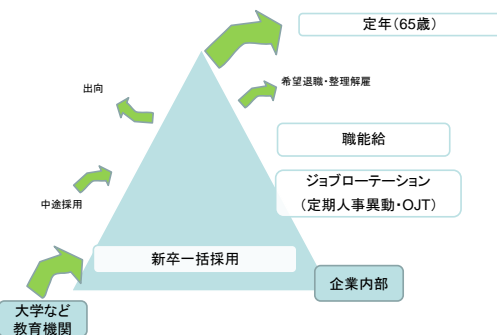 定年(65歳)
希望退職・整理解雇
出向
職能給
ジョブローテーション
(定期人事異動・OJT)
中途採用
新卒一括採用
企業内部
大学など
教育機関